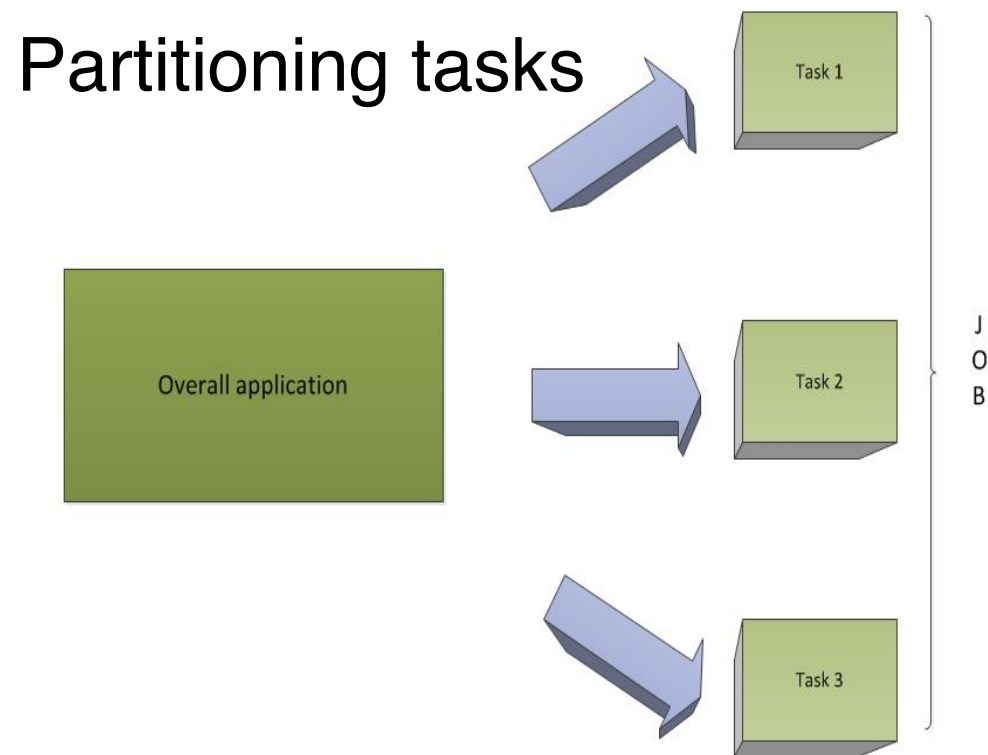 Partitioning tasks
Task 1
Overall application
Task 2
Task 3
J
O
B